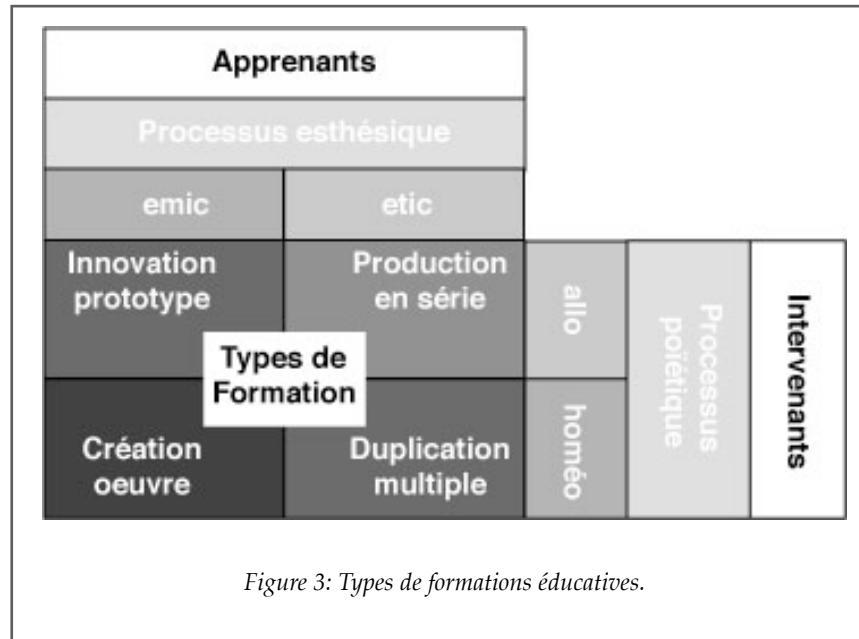 Apprenants
Processus esthésique
emic
etic
Innovation
prototype
Production
en série
allo
Processus
poïétique
Intervenants
Types de
Formation
Création
oeuvre
Duplication
multiple
homéo
Figure 3: Types de formations éducatives.